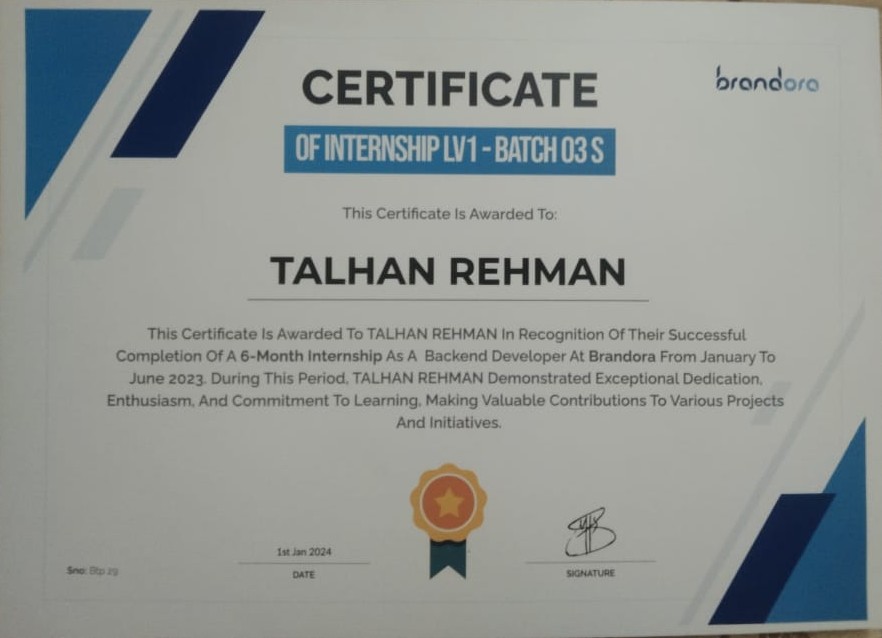 CERTIFICATE
brandora
OF INTERNSHIP LV1 - BATCH 03 S
This Certificate Is Awarded To:
TALHAN REHMAN
This Certificate Is Awarded To TALHAN REHMAN In Recognition Of Their Successful
Completion Of A 6-Month Internship As A Backend Developer At Brandora From January To
June 2023. During This Period, TALHAN REHMAN Demonstrated Exceptional Dedication,
Enthusiasm, And Commitment To Learning, Making Valuable Contributions To Various Projects
And Initiatives.
1st Jan 2024
Sno: Btp 29
DATE
SIGNATURE